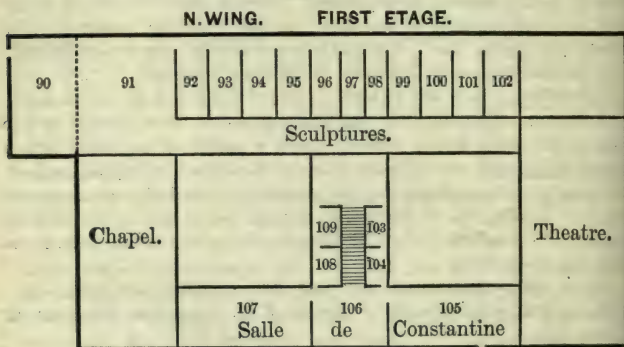 N. WING. FIRST ETAGE.
90 91 92 93 94 95 96 97 98 99 100 101 102
Sculptures.
Chapel. 109 103 Theatre.
108 104
107 106 105
Salle de Constantine